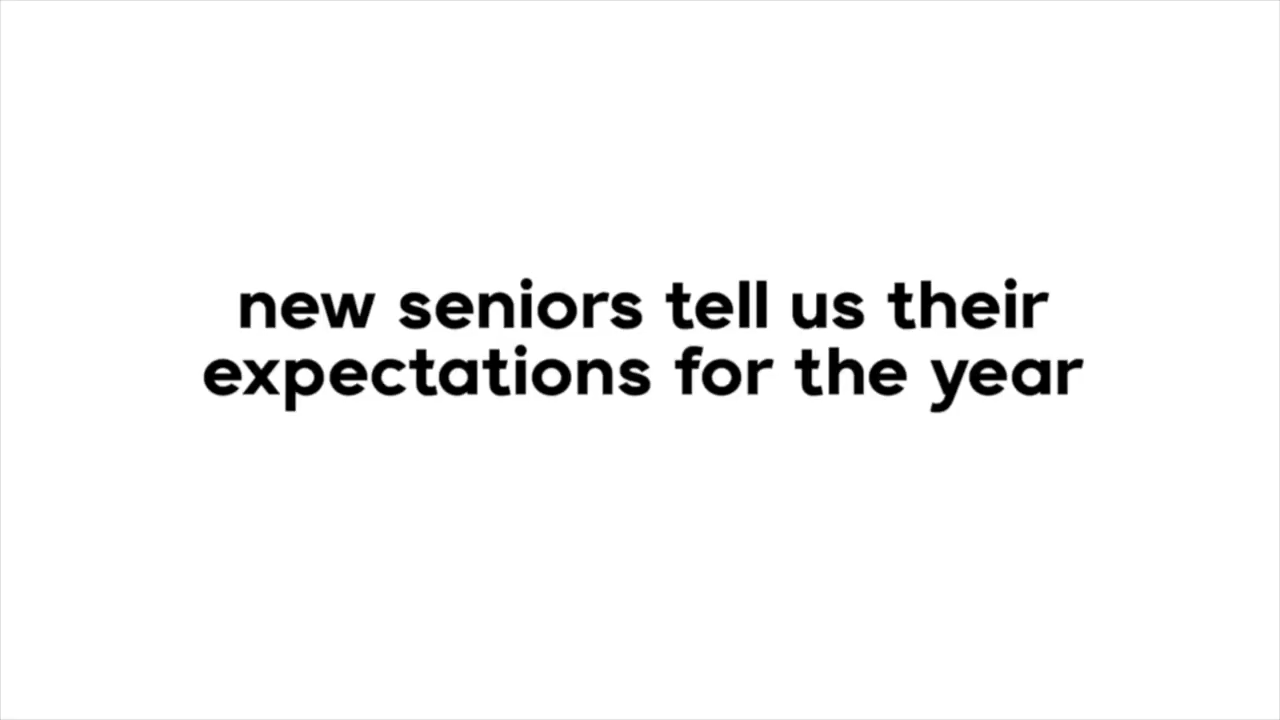 new seniors tell us their
expectations for the year